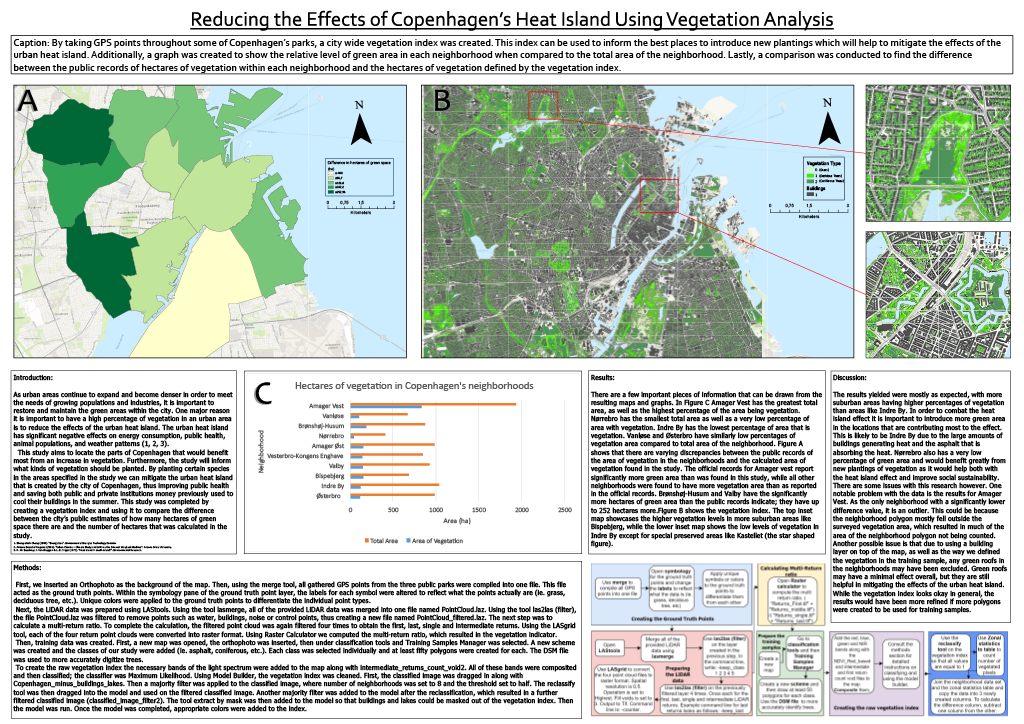 Reducing the Effects of Copenhagen's Heat Island Using Vegetation Analysis
Caption: By taking GPS points throughout some of Copenhagen's parks, a city wide vegetation index was created. This index can be used to inform the best places to introduce new plantings which will help to mitigate the effects of the
urban heat island. Additionally, a graph was created to show the relative level of green area in each neighborhood when compared to the total area of the neighborhood. Lastly, a comparison was conducted to find the difference
between the public records of hectares of vegetation within each neighborhood and the hectares of vegetation defined by the vegetation index.
A
N
Difference in hectares of green space
(ha)
0 0,75 1,5 3
Kilometers
B
N
Vegetation Type
0 (Grass)
1 (Deciduous Trees)
2 (Coniferous Trees)
Buildings
1
0 0,75 1,5 3
Kilometers
Introduction:
As urban areas continue to expand and become denser in order to meet
the needs of growing populations and industries, it is important to
restore and maintain the green areas within the city. One major reason
it is important to have a high percentage of vegetation in an urban area
is to reduce the effects of the urban heat island. The urban heat island
has significant negative effects on energy consumption, public health,
animal populations, and weather patterns (1, 2, 3).
This study aims to locate the parts of Copenhagen that would benefit
most from an increase in vegetation. Furthermore, the study will inform
what kinds of vegetation should be planted. By planting certain species
in the areas specified in the study we can mitigate the urban heat island
that is created by the city of Copenhagen, thus improving public health
and saving both public and private institutions money previously used to
cool their buildings in the summer. This study was completed by
creating a vegetation index and using it to compare the difference
between the city's public estimates of how many hectares of green
space there are and the number of hectares that was calculated in the
study.
C
Hectares of vegetation in Copenhagen's neighborhoods
Neighborhood
Amager Vest
Vanløse
Brønshøj-Husum
Nørrebro
Amager Øst
Vesterbro-Kongens Enghave
Valby
Bispebjerg
Indre By
Østerbro
0 500 1000 1500 2000 2500
Area (ha)
Total Area Area of Vegetation
Results:
There are a few important pieces of information that can be drawn from the
resulting maps and graphs. In Figure C Amager Vest has the greatest total
area, as well as the highest percentage of the area being vegetation.
Nørrebro has the smallest total area as well as a very low percentage of
area with vegetation. Indre By has the lowest percentage of area that is
vegetation. Vanløse and Østerbro have similarly low percentages of
vegetation area compared to total area of the neighborhood. Figure A
shows that there are varying discrepancies between the public records of
the area of vegetation in the neighborhoods and the calculated area of
vegetation found in the study. The official records for Amager vest report
significantly more green area than was found in this study, while all other
neighborhoods were found to have more vegetation area than as reported
in the official records. Brønshøj-Husum and Valby have the significantly
more hectares of green area than the public records indicate; they have up
to 252 hectares more.Figure B shows the vegetation index. The top inset
map showcases the higher vegetation levels in more suburban areas like
Bispebjerg, while the lower inset map shows the low levels of vegetation in
Indre By except for special preserved areas like Kastellet (the star shaped
figure).
Discussion:
The results yielded were mostly as expected, with more
suburban areas having higher percentages of vegetation
than areas like Indre By. In order to combat the heat
island effect it is important to introduce more green area
in the locations that are contributing most to the effect.
This is likely to be Indre By due to the large amounts of
buildings generating heat and the asphalt that is
absorbing the heat. Nørrebro also has a very low
percentage of green area and would benefit greatly from
new plantings of vegetation as it would help both with
the heat island effect and improve social sustainability.
There are some issues with this research however. One
notable problem with the data is the results for Amager
Vest. As the only neighborhood with a significantly lower
difference value, it is an outlier. This could be because
the neighborhood polygon mostly fell outside the
surveyed vegetation area, which resulted in much of the
area of the neighborhood polygon not being counted.
Another possible issue is that due to using a building
layer on top of the map, as well as the way we defined
the vegetation in the training sample, any green roofs in
the neighborhoods may have been excluded. Green roofs
may have a minimal effect overall, but they are still
helpful in mitigating the effects of the urban heat island.
While the vegetation index looks okay in general, the
results would have been more refined if more polygons
were created to be used for training samples.
Methods:
First, we inserted an Orthophoto as the background of the map. Then, using the merge tool, all gathered GPS points from the three public parks were compiled into one file. This file
acted as the ground truth points. Within the symbology pane of the ground truth point layer, the labels for each symbol were altered to reflect what the points actually are (ie. grass,
deciduous tree, etc.). Unique colors were applied to the ground truth points to differentiate the individual point types.
Next, the LiDAR data was prepared using LAStools. Using the tool lasmerge, all of the provided LiDAR data was merged into one file named PointCloud.laz. Using the tool las2las (filter),
the file PointCloud.laz was filtered to remove points such as water, buildings, noise or control points, thus creating a new file named PointCloud_filtered.laz. The next step was to
calculate a multi-return ratio. To complete the calculation, the filtered point cloud was again filtered four times to obtain the first, last, single and intermediate returns. Using the LASgrid
tool, each of the four return point clouds were converted into raster format. Using Raster Calculator we computed the multi-return ratio, which resulted in the vegetation indicator.
Then, training data was created. First, a new map was opened, the orthophoto was inserted, then under classification tools and Training Samples Manager was selected. A new scheme
was created and the classes of our study were added (ie. asphalt, coniferous, etc.). Each class was selected individually and at least fifty polygons were created for each. The DSM file
was used to more accurately digitize trees.
To create the raw vegetation index the necessary bands of the light spectrum were added to the map along with intermediate_returns_count_void2. All of these bands were composited
and then classified; the classifier was Maximum Likelihood. Using Model Builder, the vegetation index was cleaned. First, the classified image was dragged in along with
Copenhagen_minus_buildings_lakes. Then a majority filter was applied to the classified image, where number of neighborhoods was set to 8 and the threshold set to half. The reclassify
tool was then dragged into the model and used on the filtered classified image. Another majority filter was added to the model after the reclassification, which resulted in a further
filtered classified image (classified_image_filter2). The tool extract by mask was then added to the model so that buildings and lakes could be masked out of the vegetation index. Then
the model was run. Once the model was completed, appropriate colors were added to the index.
Use merge to
compile all GPS
points into one file
Open symbology
for the ground truth
points and change
the labels to reflect
what the data is (ie
grass, deciduous
tree, etc)
Apply unique
symbols or colors
to the ground truth
points to
differentiate them
from each other
Creating the Ground Truth Points
Calculating Multi-Return
ratio
Open Raster
calculator to
compute the multi
return ratio. (
Open
LAStools
Merge all of the
provided LiDAR
data using
lasmerge
Use las2las (filter)
on the layer
created in the
previous step. In
the command line,
Use LASgrid to convert
the four point cloud files to
raster format. Spatial
resolution is 0.5
Preparing
the LiDAR
data
Use las2las (filter) on the previously
filtered layer 4 times. Once each for the
first, last, single and intermediate
returns.
Prepare the
training
samples
Create a
new
map
Go to
classification
tools and then
Training
Samples
Manager
Create a new scheme and
then draw at least 50
polygons for each class.
Use the DSM file to more
accurately identify trees.
Consult the
methods
section for
detailed
instructions on
classifying and
using the model
builder
Creating the raw vegetation index
Use the
reclassify
tool on the
vegetation index
so that all values
are equal to 1
Use Zonal
statistics
to table to
count
number of
vegetated
pixels
Join the neighborhood data set
and the zonal statistics table and
copy the data into 3 newly
created columns. To calculate
the difference column, subtract
one column from the other